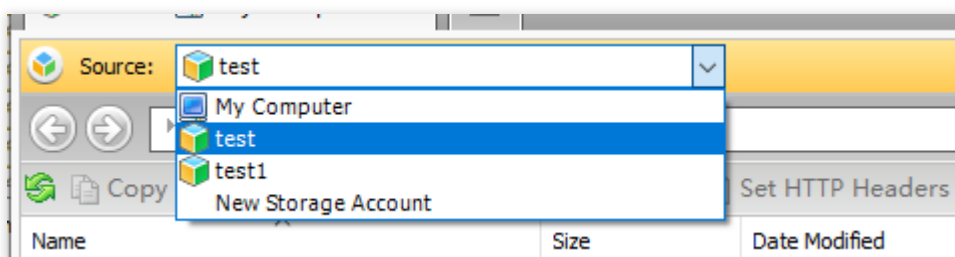 Source: test
My Computer
test
test1
New Storage Account
Copy Set HTTP Headers
Name Size Date Modified